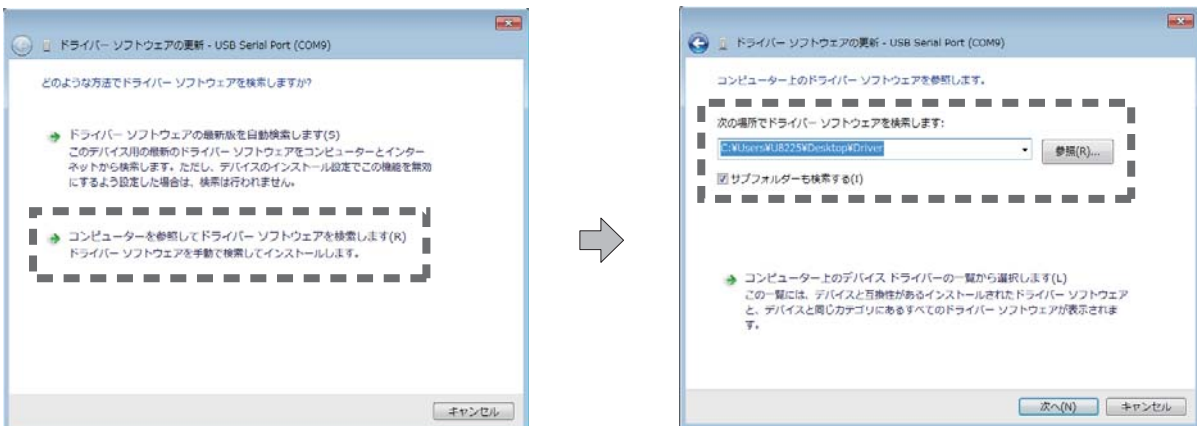 ドライバー ソフトウェアの更新 - USB Serial Port (COM9)
どのような方法でドライバー ソフトウェアを検索しますか?
ドライバー ソフトウェアの最新版を自動検索します(S)
このデバイス用の最新のドライバー ソフトウェアをコンピューターとインター
ネットから検索します。ただし、デバイスのインストール設定でこの機能を無効
にするよう設定した場合は、検索は行われません。
コンピューターを参照してドライバー ソフトウェアを検索します(R)
ドライバー ソフトウェアを手動で検索してインストールします。
キャンセル
ドライバー ソフトウェアの更新 - USB Serial Port (COM9)
コンピューター上のドライバー ソフトウェアを参照します。
次の場所でドライバー ソフトウェアを検索します:
C:¥Users¥U8225¥Desktop¥Driver
参照(R)...
サブフォルダーも検索する(I)
コンピューター上のデバイス ドライバーの一覧から選択します(L)
この一覧には、デバイスと互換性があるインストールされたドライバー ソフトウェア
と、デバイスと同じカテゴリにあるすべてのドライバー ソフトウェアが表示されま
す。
次へ(N)
キャンセル